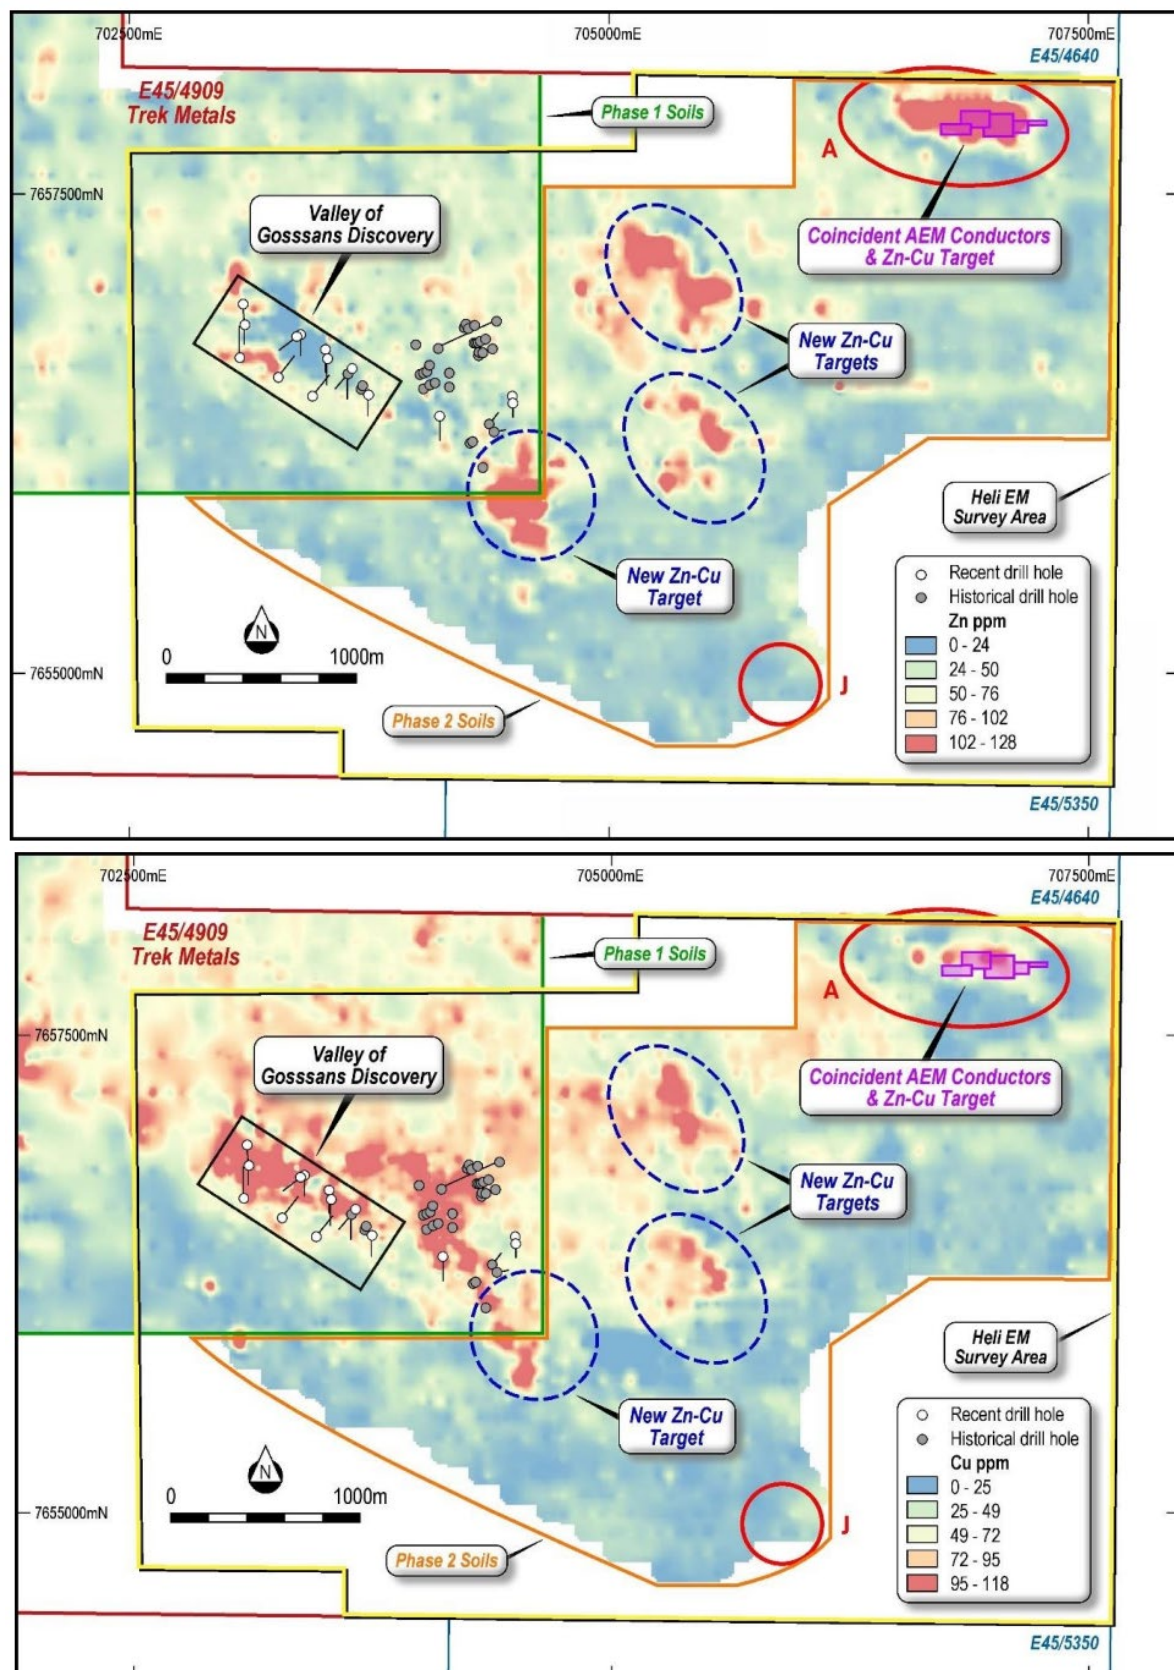 702500mE
705000mE
707500mE
E45/4640
E45/4909
Trek Metals
Phase 1 Soils
A
7657500mN
Valley of
Gosssans Discovery
Coincident AEM Conductors
& Zn-Cu Target
New Zn-Cu
Targets
Heli EM
Survey Area
New Zn-Cu
Target
N
0
1000m
7655000mN
Phase 2 Soils
J
Recent drill hole
Historical drill hole
Zn ppm
0 - 24
24 - 50
50 - 76
76 - 102
102 - 128
E45/5350
702500mE
705000mE
707500mE
E45/4640
E45/4909
Trek Metals
Phase 1 Soils
A
7657500mN
Valley of
Gosssans Discovery
Coincident AEM Conductors
& Zn-Cu Target
New Zn-Cu
Targets
Heli EM
Survey Area
New Zn-Cu
Target
N
0
1000m
7655000mN
Phase 2 Soils
J
Recent drill hole
Historical drill hole
Cu ppm
0 - 25
25 - 49
49 - 72
72 - 95
95 - 118
E45/5350